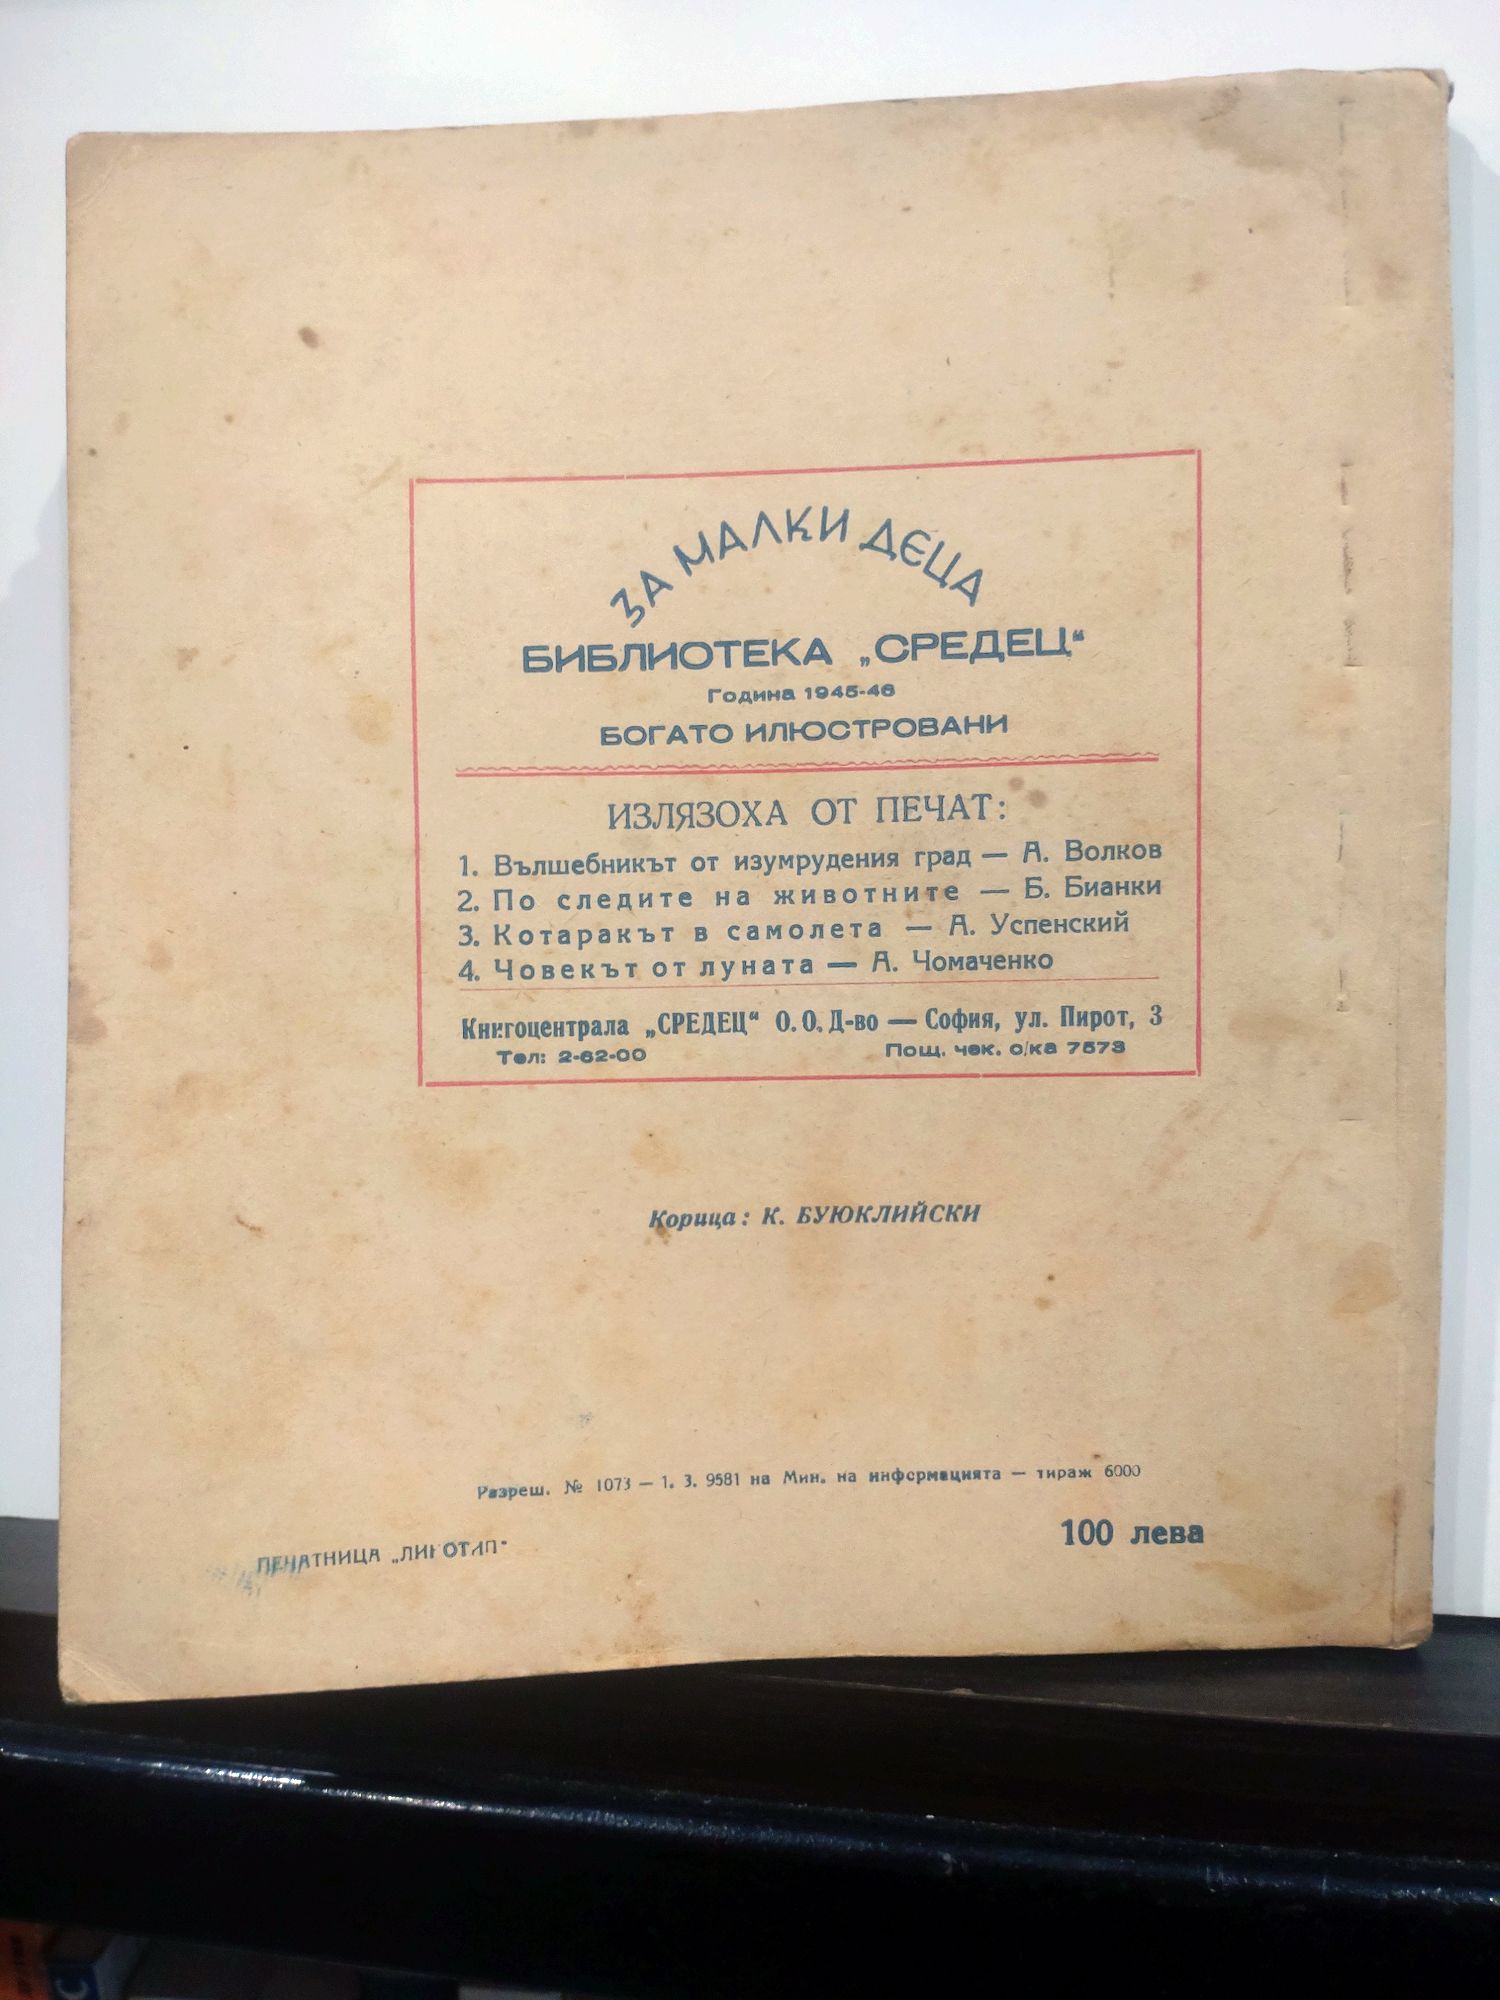 ЗА МАЛКИ ДЕЦА
БИБЛИОТЕКА „СРЕДЕЦ“
Година 1945-46
БОГАТО ИЛЮСТРОВАНИ
ИЗЛЯЗОХА ОТ ПЕЧАТ:
1. Вълшебникът от изумрудения град — А. Волков
2. По следите на животните — Б. Бианки
3. Котаракът в самолета — А. Успенский
4. Човекът от луната — А. Чомаченко
Книгоцентрала „СРЕДЕЦ“ О. О. Д-во — София, ул. Пирот, 3
Тел: 2-62-00 Пощ. чек. с/ка 7573
Корица: К. БУЮКЛИЙСКИ
Разреш. № 1073 — 1. 3. 9581 на Мин. на информацията — тираж 6000
100 лева
ПЕЧАТНИЦА „ЛИНОТИП“